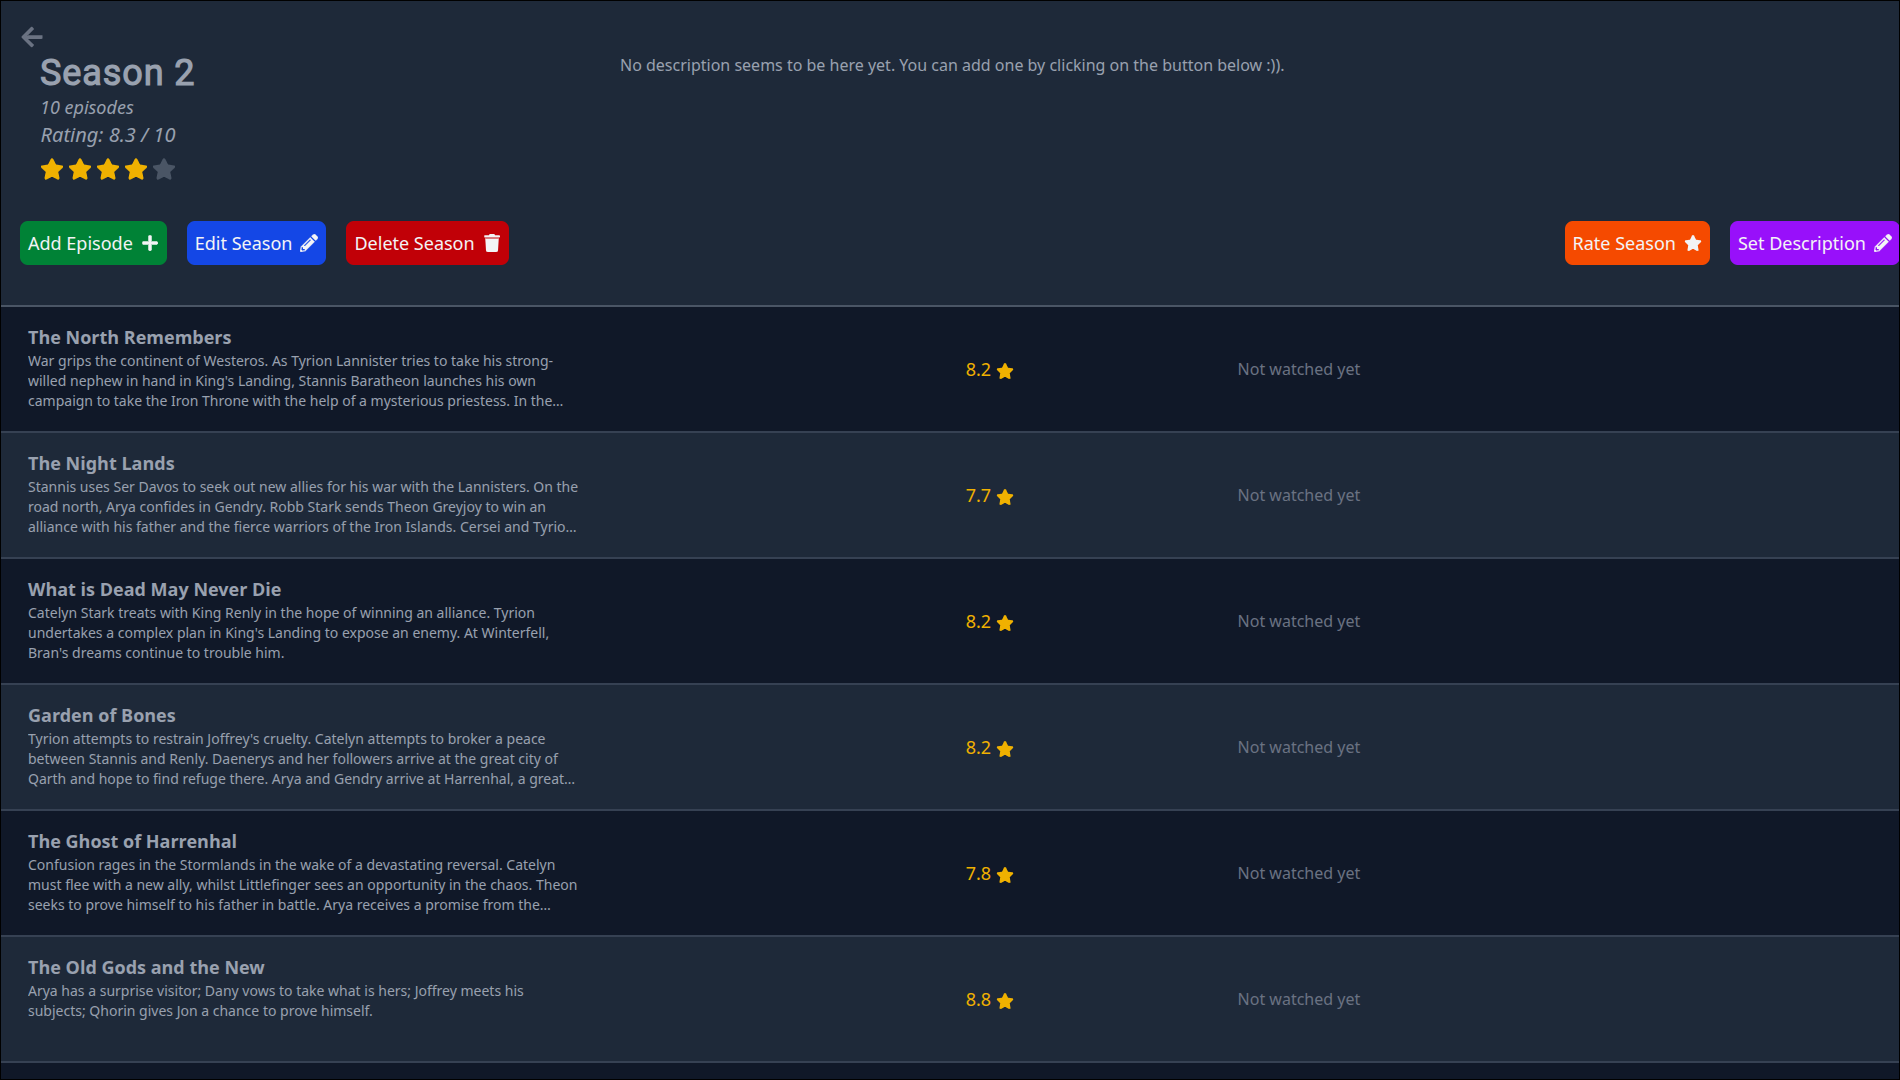 Season 2
10 episodes
Rating: 8.3 / 10
No description seems to be here yet. You can add one by clicking on the button below :)).
Add Episode
Edit Season
Delete Season
Rate Season
Set Description
The North Remembers
War grips the continent of Westeros. As Tyrion Lannister tries to take his strong-
willed nephew in hand in King's Landing, Stannis Baratheon launches his own
campaign to take the Iron Throne with the help of a mysterious priestess. In the...
8.2
Not watched yet
The Night Lands
Stannis uses Ser Davos to seek out new allies for his war with the Lannisters. On the
road north, Arya confides in Gendry. Robb Stark sends Theon Greyjoy to win an
alliance with his father and the fierce warriors of the Iron Islands. Cersei and Tyrio...
7.7
Not watched yet
What is Dead May Never Die
Catelyn Stark treats with King Renly in the hope of winning an alliance. Tyrion
undertakes a complex plan in King's Landing to expose an enemy. At Winterfell,
Bran's dreams continue to trouble him.
8.2
Not watched yet
Garden of Bones
Tyrion attempts to restrain Joffrey's cruelty. Catelyn attempts to broker a peace
between Stannis and Renly. Daenerys and her followers arrive at the great city of
Qarth and hope to find refuge there. Arya and Gendry arrive at Harrenhal, a great...
8.2
Not watched yet
The Ghost of Harrenhal
Confusion rages in the Stormlands in the wake of a devastating reversal. Catelyn
must flee with a new ally, whilst Littlefinger sees an opportunity in the chaos. Theon
seeks to prove himself to his father in battle. Arya receives a promise from the...
7.8
Not watched yet
The Old Gods and the New
Arya has a surprise visitor; Dany vows to take what is hers; Joffrey meets his
subjects; Qhorin gives Jon a chance to prove himself.
8.8
Not watched yet